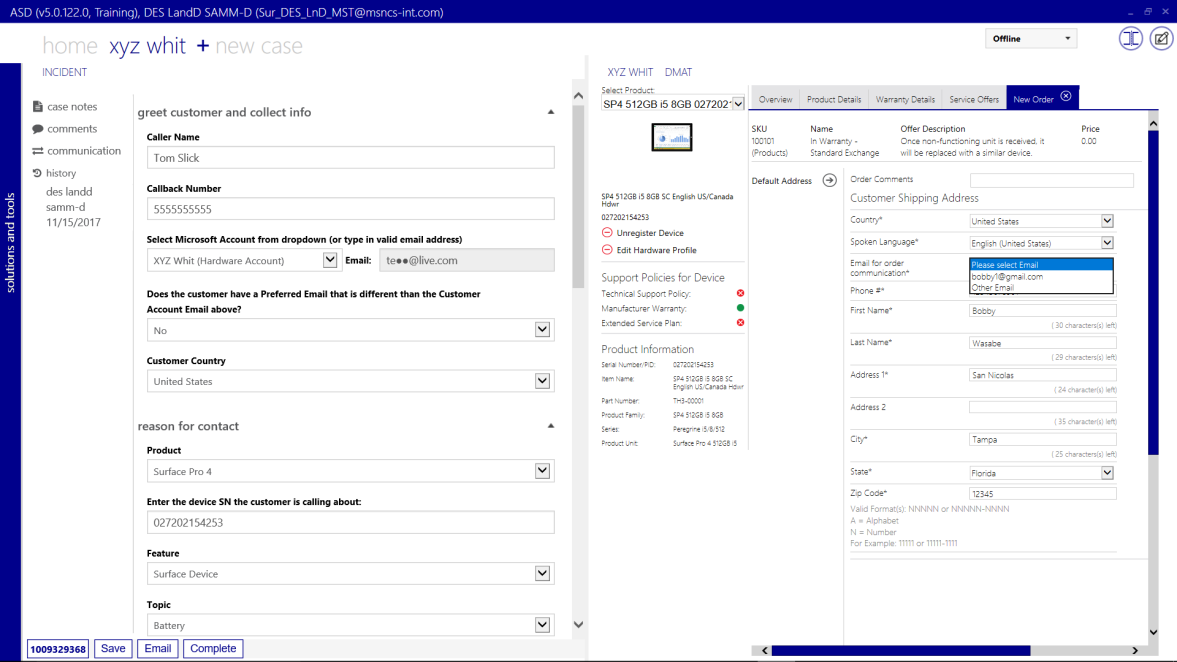 ASD (v5.0.122.0, Training), DES LandD SAMM-D (Sur_DES_LnD_MST@msncs-int.com)
home xyz whit + new case
Offline
INCIDENT
solutions and tools
case notes
comments
communication
history
des landd
samm-d
11/15/2017
greet customer and collect info
Caller Name
Tom Slick
Callback Number
5555555555
Select Microsoft Account from dropdown (or type in valid email address)
XYZ Whit (Hardware Account) Email: te●●@live.com
Does the customer have a Preferred Email that is different than the Customer
Account Email above?
No
Customer Country
United States
reason for contact
Product
Surface Pro 4
Enter the device SN the customer is calling about:
027202154253
Feature
Surface Device
Topic
Battery
1009329368 Save Email Complete
XYZ WHIT DMAT
Select Product:
SP4 512GB i5 8GB 027202
SP4 512GB i5 8GB SC English US/Canada
Hdwr
027202154253
Unregister Device
Edit Hardware Profile
Support Policies for Device
Technical Support Policy:
Manufacturer Warranty:
Extended Service Plan:
Product Information
Serial Number/PID: 027202154253
Item Name: SP4 512GB i5 8GB SC
English US/Canada Hdwr
Part Number: TH3-00001
Product Family: SP4 512GB i5 8GB
Series: Peregrine i5/8/512
Product Unit: Surface Pro 4 512GB i5
Overview Product Details Warranty Details Service Offers New Order
SKU Name Offer Description Price
100101 In Warranty - Once non-functioning unit is received, it 0.00
(Products) Standard Exchange will be replaced with a similar device.
Default Address
Order Comments
Customer Shipping Address
Country* United States
Spoken Language* English (United States)
Email for order
communication*
Please select Email
bobby1@gmail.com
Other Email
Phone #*
First Name* Bobby
( 30 characters(s) left)
Last Name* Wasabe
( 29 characters(s) left)
Address 1* San Nicolas
( 24 character(s) left)
Address 2
( 35 character(s) left)
City* Tampa
( 25 characters(s) left)
State* Florida
Zip Code* 12345
Valid Format(s): NNNNN or NNNNN-NNNN
A = Alphabet
N = Number
For Example: 11111 or 11111-1111